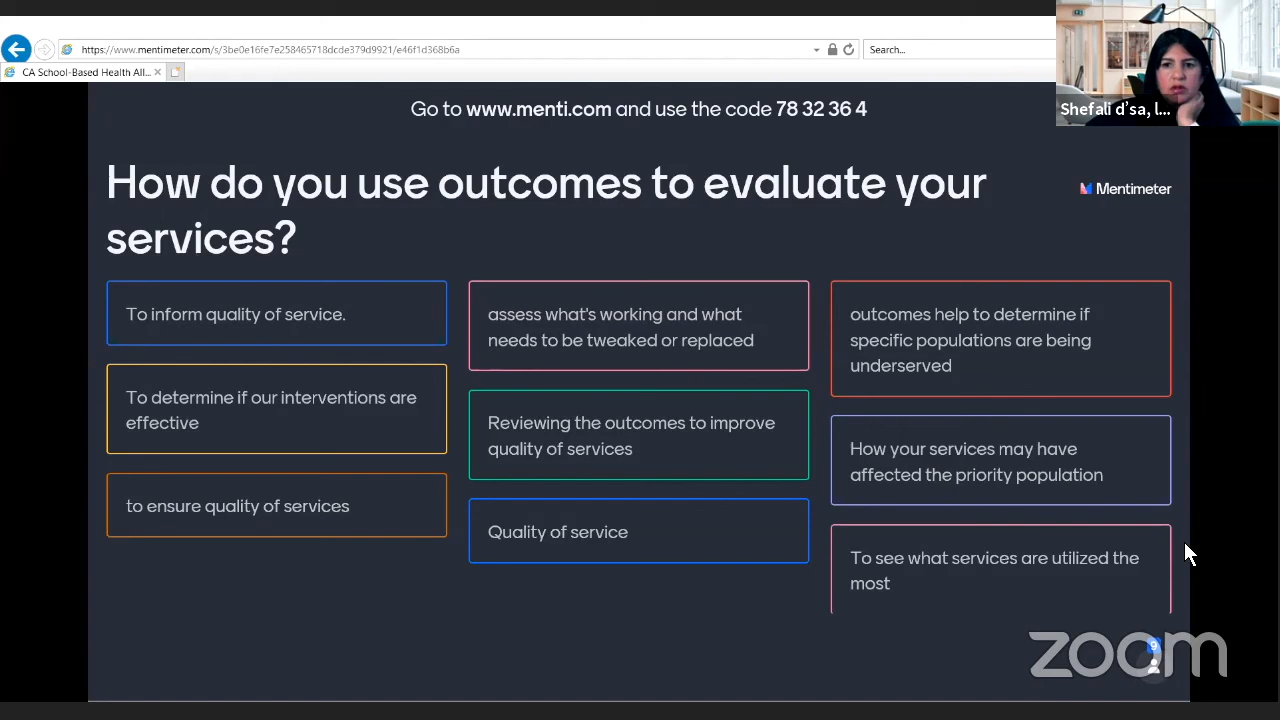 https://www.mentimeter.com/s/3be0e16fe7e258465718dcde379d9921/e46f1d368b6a
Search...
CA School-Based Health All...
Shefali d'sa, l...
Go to www.menti.com and use the code 78 32 36 4
How do you use outcomes to evaluate your
services?
Mentimeter
To inform quality of service.
To determine if our interventions are
effective
to ensure quality of services
assess what's working and what
needs to be tweaked or replaced
Reviewing the outcomes to improve
quality of services
Quality of service
outcomes help to determine if
specific populations are being
underserved
How your services may have
affected the priority population
To see what services are utilized the
most
9
zoom